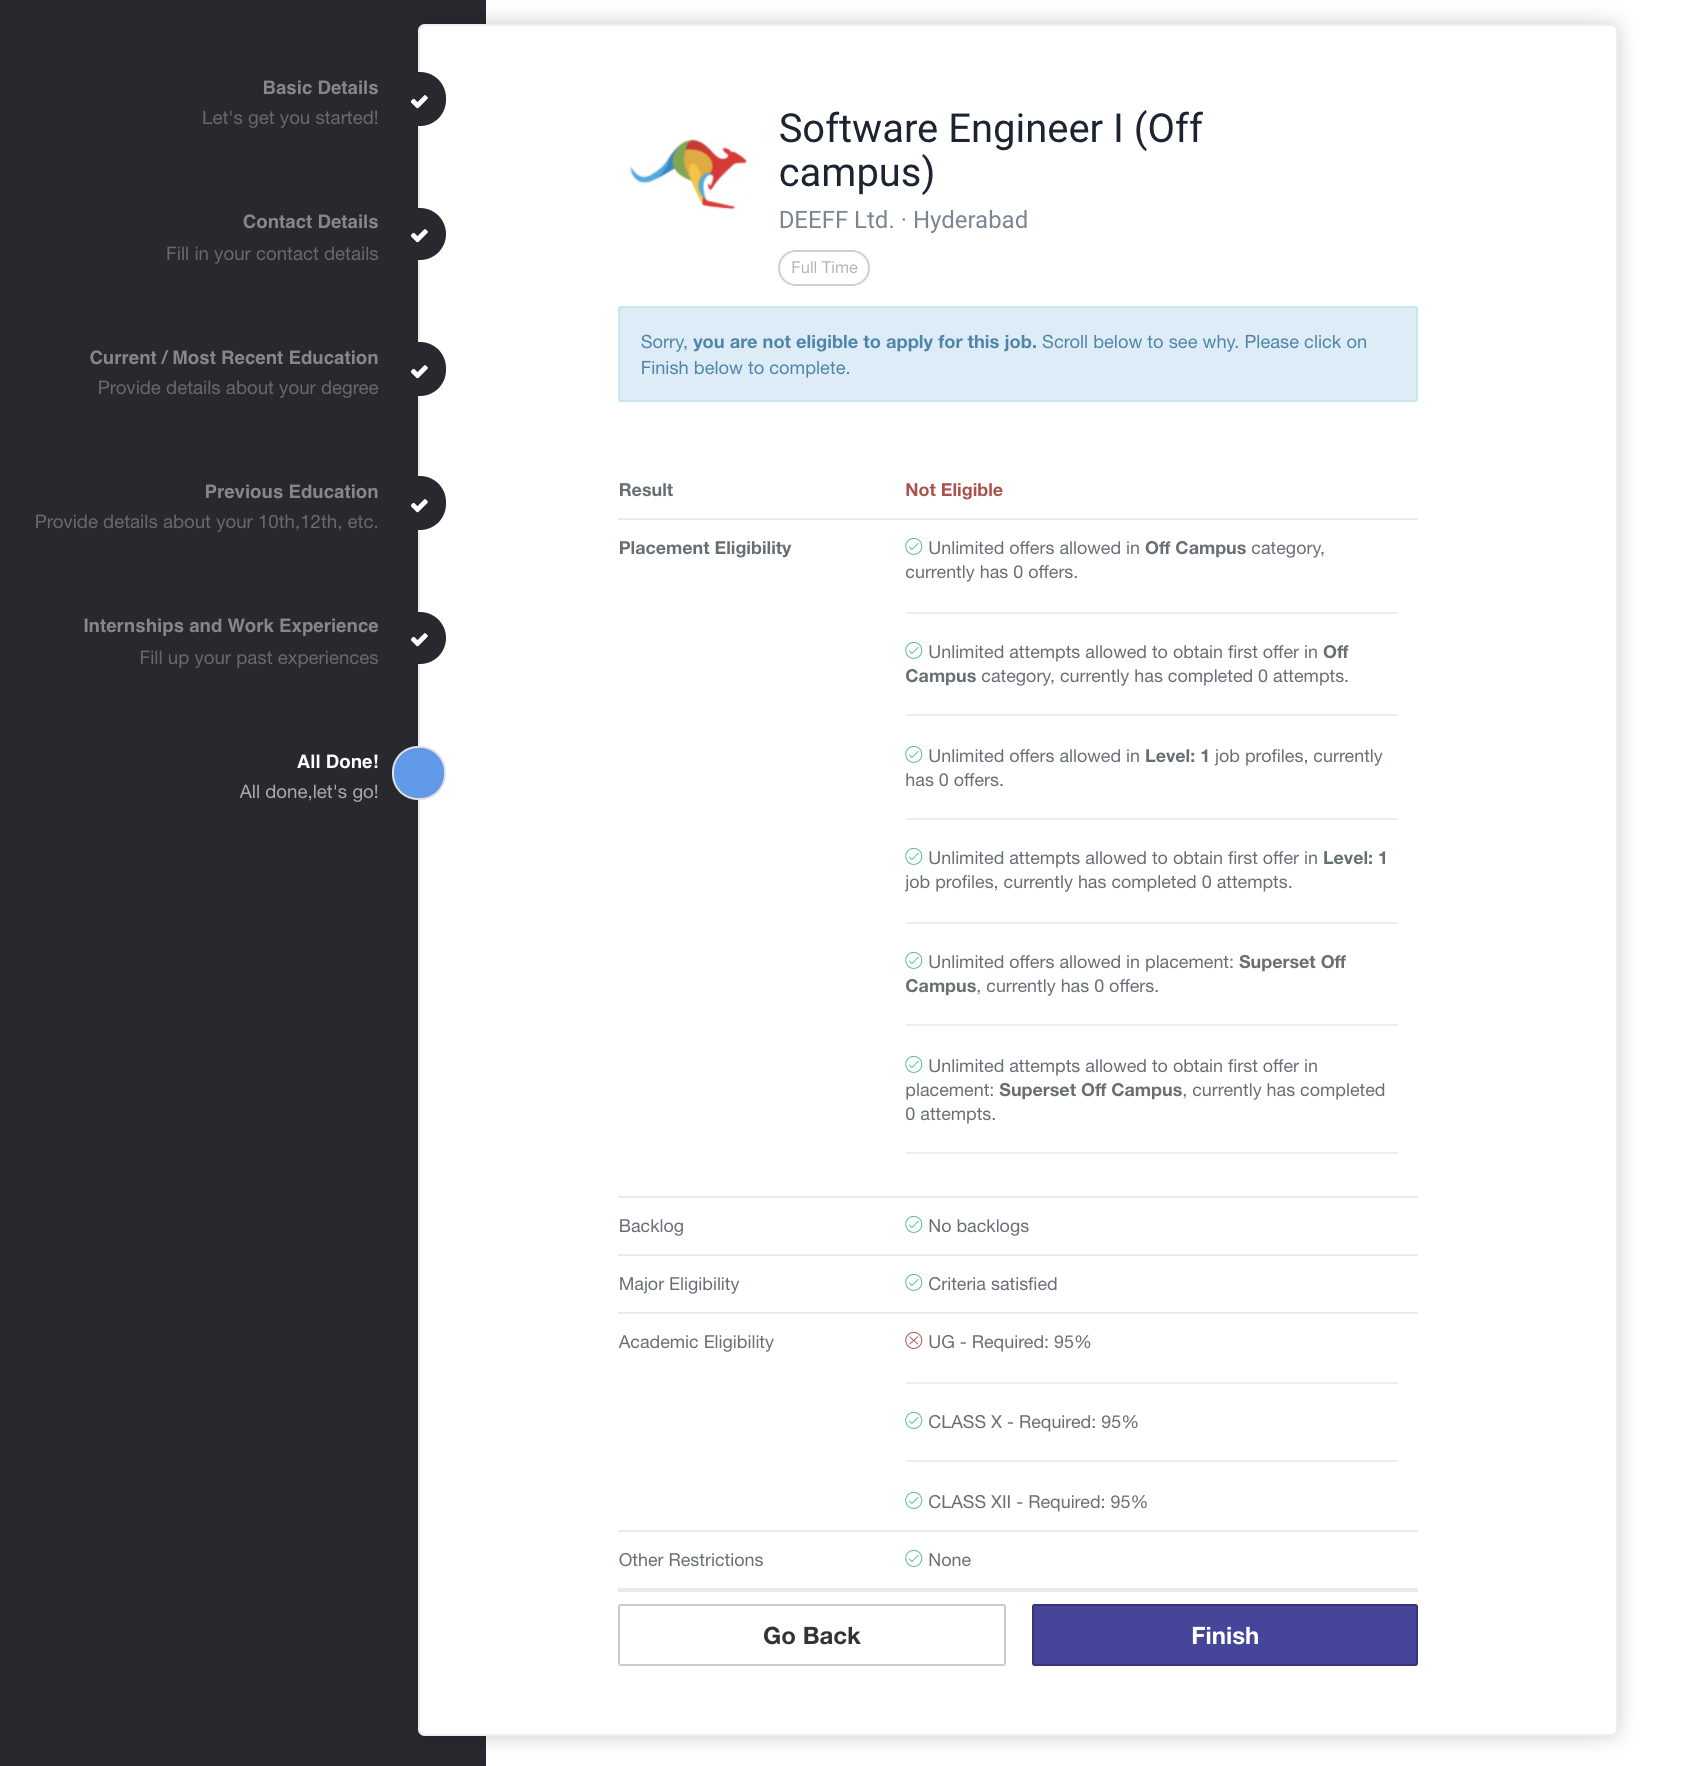 Basic Details
Let's get you started!
Contact Details
Fill in your contact details
Current / Most Recent Education
Provide details about your degree
Previous Education
Provide details about your 10th,12th, etc.
Internships and Work Experience
Fill up your past experiences
All Done!
All done,let's go!
Software Engineer I (Off
campus)
DEEFF Ltd. · Hyderabad
Full Time
Sorry, you are not eligible to apply for this job. Scroll below to see why. Please click on
Finish below to complete.
Result Not Eligible
Placement Eligibility Unlimited offers allowed in Off Campus category,
currently has 0 offers.
Unlimited attempts allowed to obtain first offer in Off
Campus category, currently has completed 0 attempts.
Unlimited offers allowed in Level: 1 job profiles, currently
has 0 offers.
Unlimited attempts allowed to obtain first offer in Level: 1
job profiles, currently has completed 0 attempts.
Unlimited offers allowed in placement: Superset Off
Campus, currently has 0 offers.
Unlimited attempts allowed to obtain first offer in
placement: Superset Off Campus, currently has completed
0 attempts.
Backlog No backlogs
Major Eligibility Criteria satisfied
Academic Eligibility UG - Required: 95%
CLASS X - Required: 95%
CLASS XII - Required: 95%
Other Restrictions None
Go Back Finish